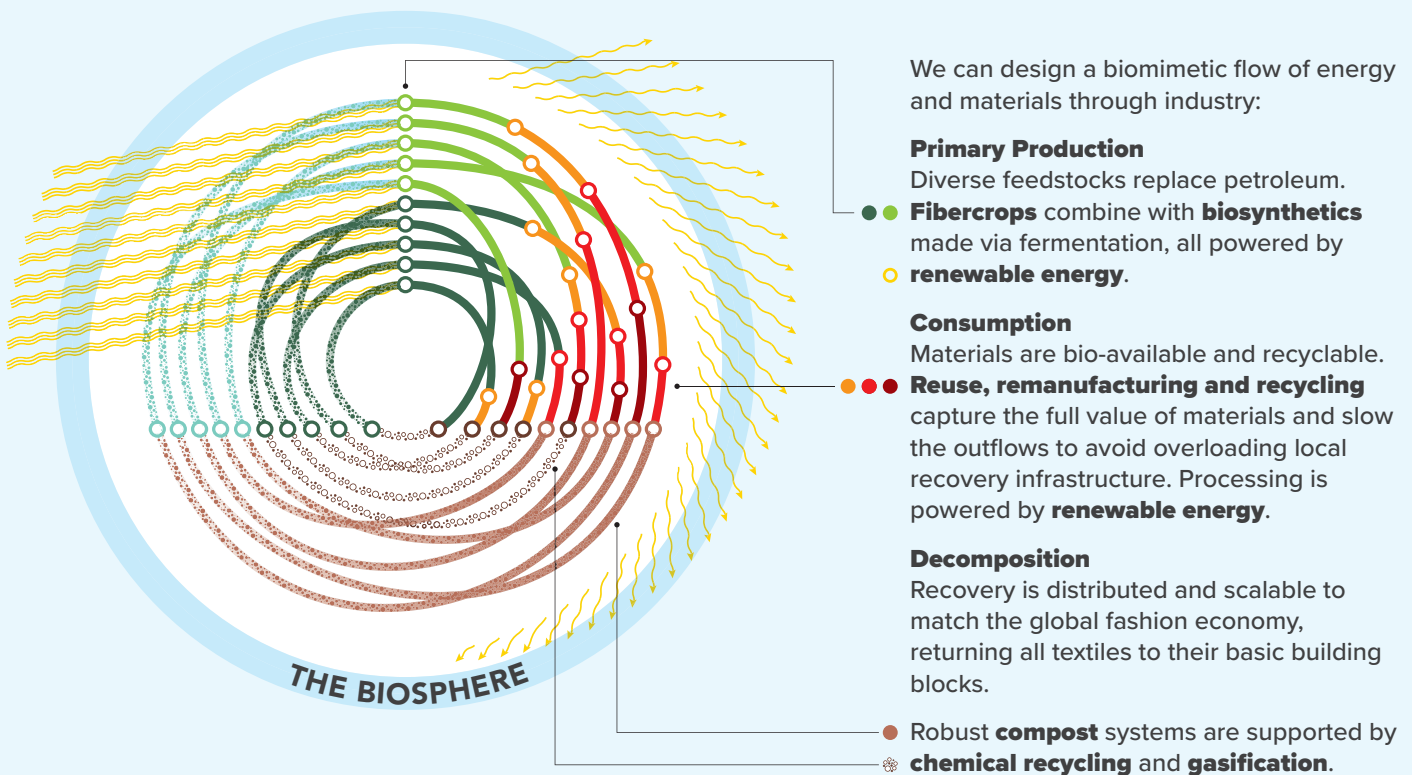 We can design a biomimetic flow of energy
and materials through industry:
Primary Production
Diverse feedstocks replace petroleum.
Fibercrops combine with biosynthetics
made via fermentation, all powered by
renewable energy.
Consumption
Materials are bio-available and recyclable.
Reuse, remanufacturing and recycling
capture the full value of materials and slow
the outflows to avoid overloading local
recovery infrastructure. Processing is
powered by renewable energy.
Decomposition
Recovery is distributed and scalable to
match the global fashion economy,
returning all textiles to their basic building
blocks.
Robust compost systems are supported by
chemical recycling and gasification.
THE BIOSPHERE